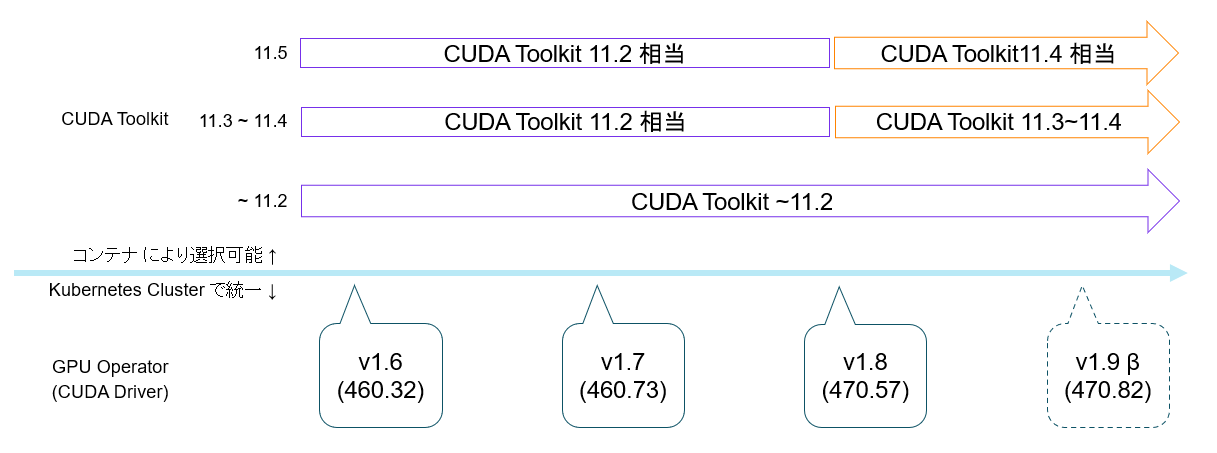 11.5
CUDA Toolkit 11.2 相当
CUDA Toolkit11.4 相当
CUDA Toolkit
11.3 ~ 11.4
CUDA Toolkit 11.2 相当
CUDA Toolkit 11.3~11.4
~ 11.2
CUDA Toolkit ~11.2
コンテナにより選択可能 ↑
Kubernetes Cluster で統一 ↓
GPU Operator
(CUDA Driver)
v1.6
(460.32)
v1.7
(460.73)
v1.8
(470.57)
v1.9 β
(470.82)